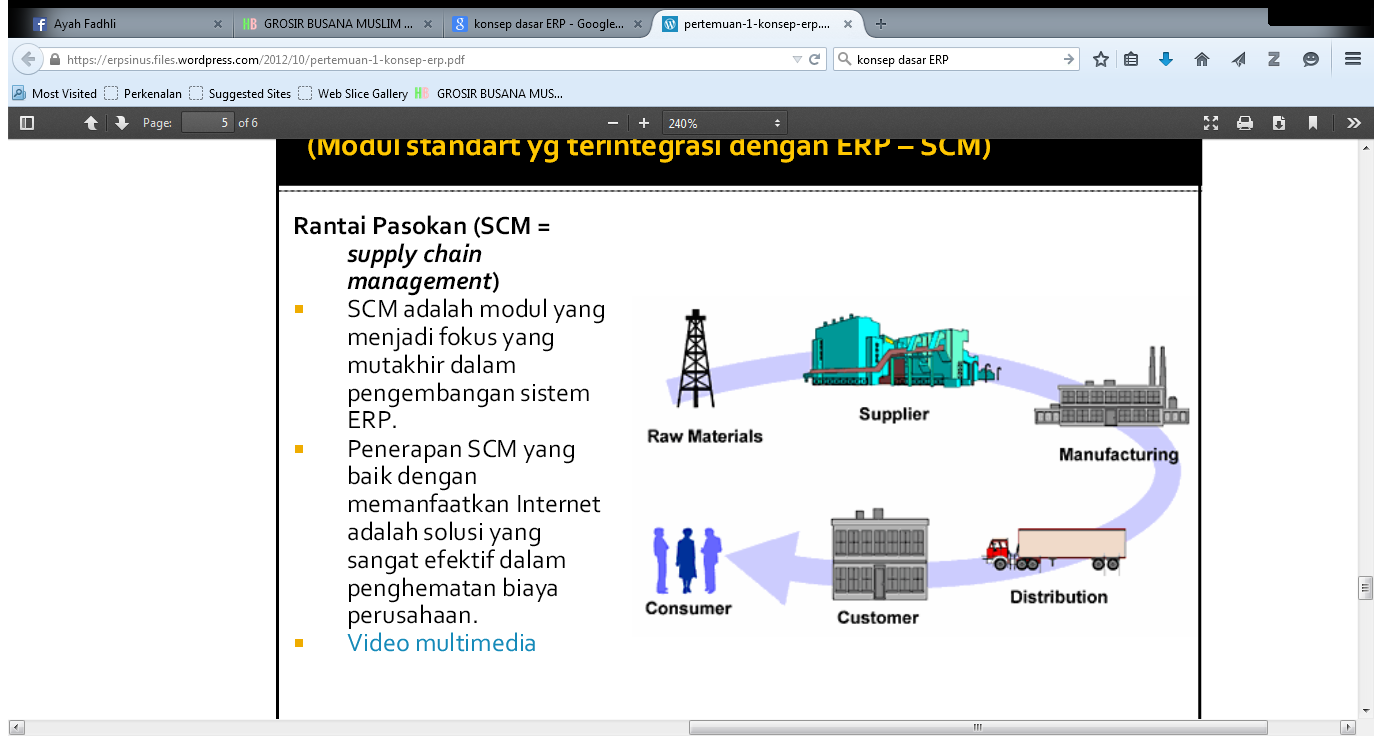 Ayah Fadhli
GROSIR BUSANA MUSLIM ...
konsep dasar ERP - Google...
pertemuan-1-konsep-erp....
https://erpsinus.files.wordpress.com/2012/10/pertemuan-1-konsep-erp.pdf
konsep dasar ERP
Most Visited
Perkenalan
Suggested Sites
Web Slice Gallery
GROSIR BUSANA MUS...
Page: 5 of 6
240%
(Modul standart yg terintegrasi dengan ERP – SCM)
Rantai Pasokan (SCM =
supply chain
management)
SCM adalah modul yang
menjadi fokus yang
mutakhir dalam
pengembangan sistem
ERP.
Penerapan SCM yang
baik dengan
memanfaatkan Internet
adalah solusi yang
sangat efektif dalam
penghematan biaya
perusahaan.
Video multimedia
Raw Materials
Supplier
Manufacturing
Distribution
Customer
Consumer